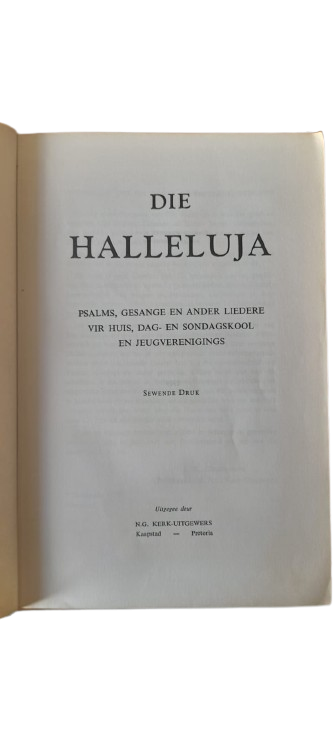 DIE
HALLELUJA
PSALMS, GESANGE EN ANDER LIEDERE
VIR HUIS, DAG- EN SONDAGSKOOL
EN JEUGVERENIGINGS
SEWENDE DRUK
Uitgegee deur
N.G. KERK-UITGEWERS
Kaapstad — Pretoria